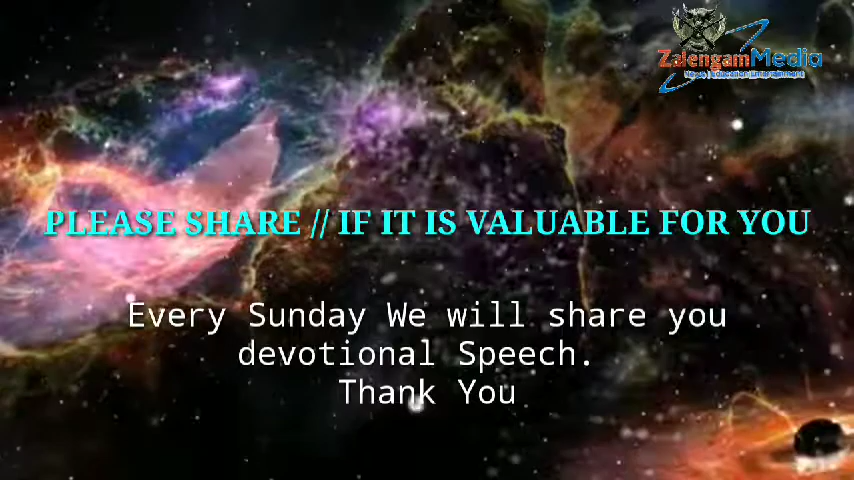 ZalengamMedia
PLEASE SHARE // IF IT IS VALUABLE FOR YOU
Every Sunday We will share you
devotional Speech.
Thank You